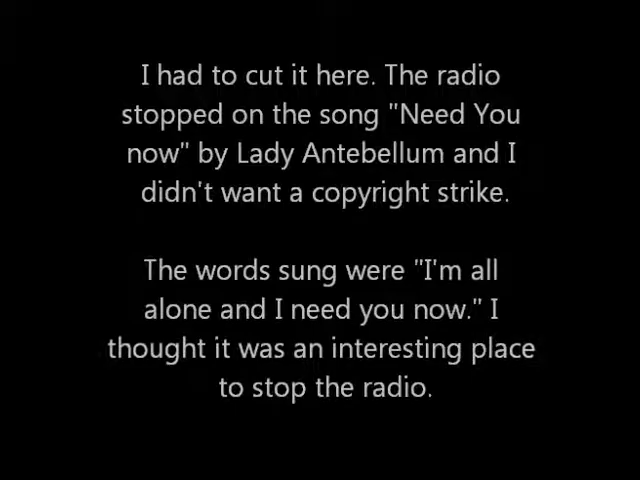 I had to cut it here. The radio
stopped on the song "Need You
now" by Lady Antebellum and I
didn't want a copyright strike.
The words sung were "I'm all
alone and I need you now." I
thought it was an interesting place
to stop the radio.